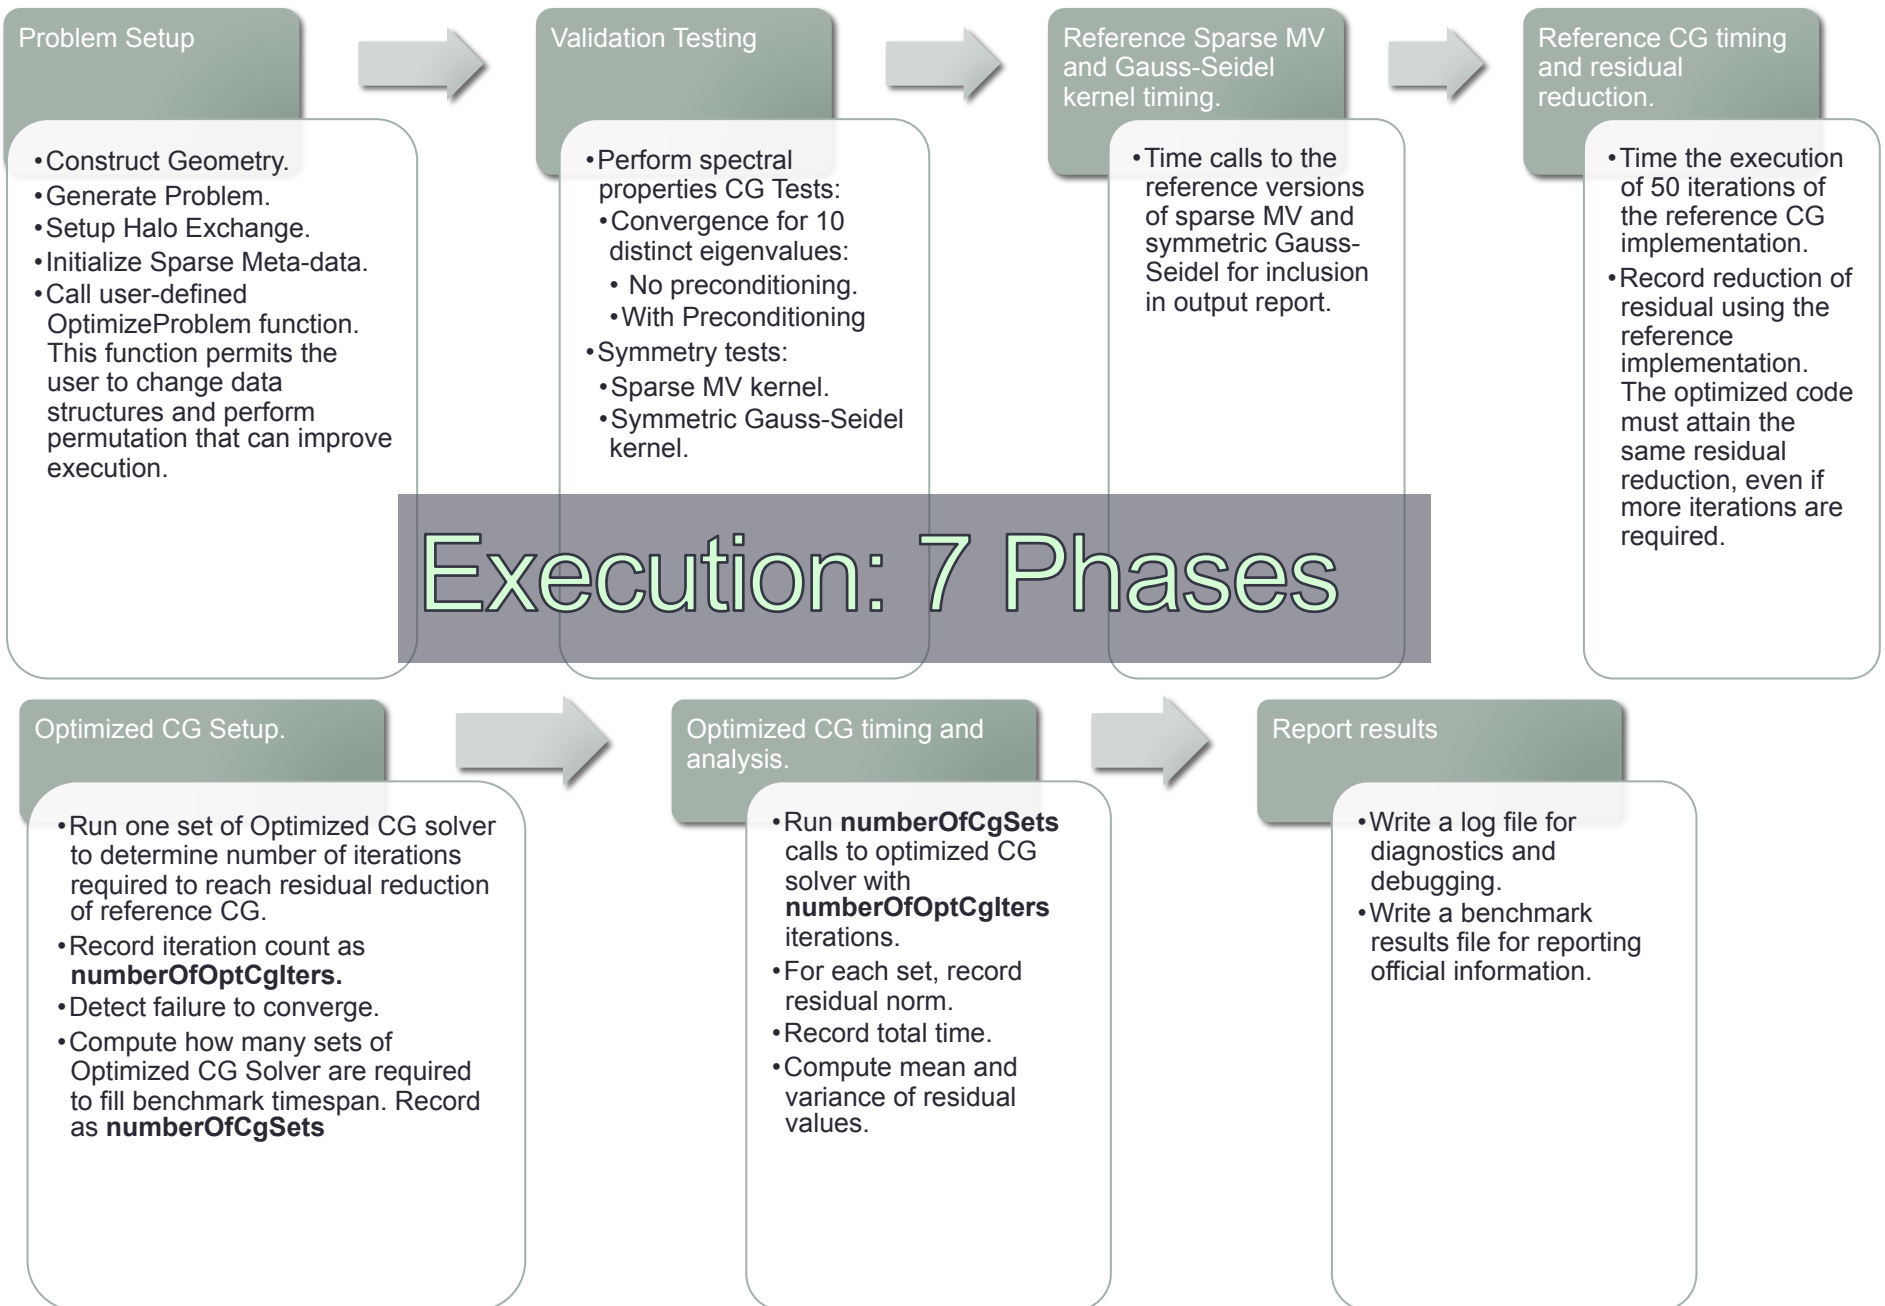 Problem Setup
•Construct Geometry.
•Generate Problem.
•Setup Halo Exchange.
•Initialize Sparse Meta-data.
•Call user-defined
OptimizeProblem function.
This function permits the
user to change data
structures and perform
permutation that can improve
execution.
Validation Testing
•Perform spectral
properties CG Tests:
•Convergence for 10
distinct eigenvalues:
• No preconditioning.
•With Preconditioning
•Symmetry tests:
•Sparse MV kernel.
•Symmetric Gauss-Seidel
kernel.
Reference Sparse MV
and Gauss-Seidel
kernel timing.
•Time calls to the
reference versions
of sparse MV and
symmetric Gauss-
Seidel for inclusion
in output report.
Reference CG timing
and residual
reduction.
•Time the execution
of 50 iterations of
the reference CG
implementation.
•Record reduction of
residual using the
reference
implementation.
The optimized code
must attain the
same residual
reduction, even if
more iterations are
required.
Execution: 7 Phases
Optimized CG Setup.
•Run one set of Optimized CG solver
to determine number of iterations
required to reach residual reduction
of reference CG.
•Record iteration count as
numberOfOptCgIters.
•Detect failure to converge.
•Compute how many sets of
Optimized CG Solver are required
to fill benchmark timespan. Record
as numberOfCgSets
Optimized CG timing and
analysis.
•Run numberOfCgSets
calls to optimized CG
solver with
numberOfOptCgIters
iterations.
•For each set, record
residual norm.
•Record total time.
•Compute mean and
variance of residual
values.
Report results
•Write a log file for
diagnostics and
debugging.
•Write a benchmark
results file for reporting
official information.